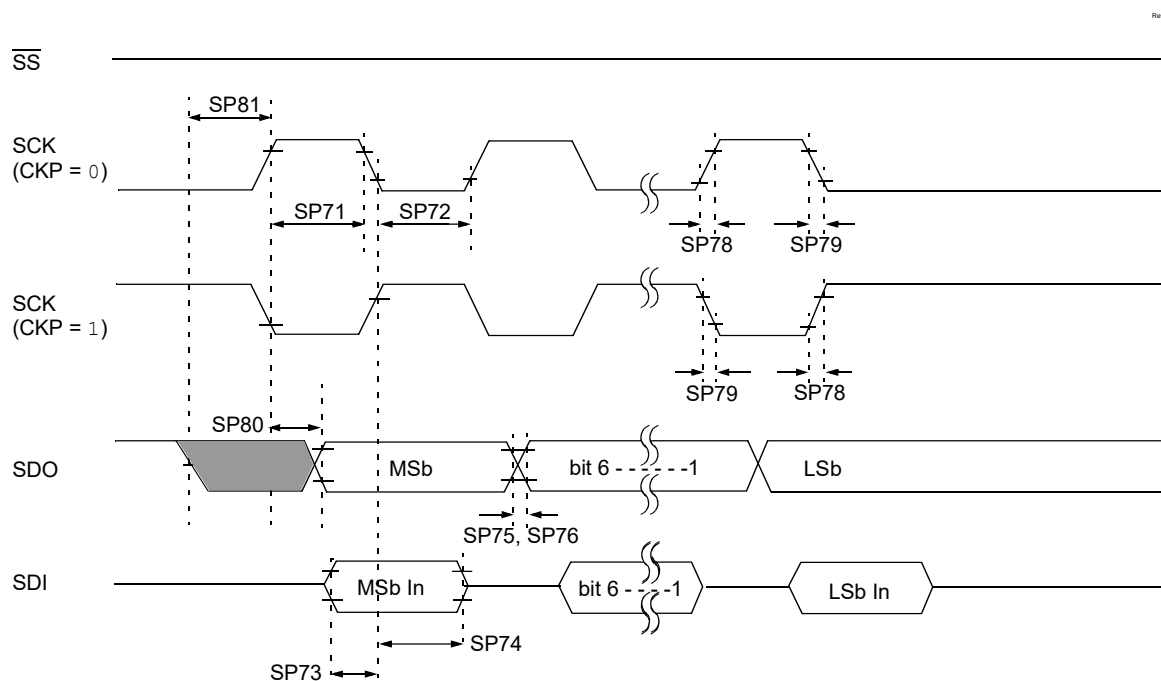 Re
SS
SP81
SCK
(CKP = 0)
SP71
SP72
SP78
SP79
SCK
(CKP = 1)
SP79
SP78
SP80
SDO
MSb
bit 6 - - - - - -1
LSb
SP75, SP76
SDI
MSb In
bit 6 - - - -1
LSb In
SP74
SP73